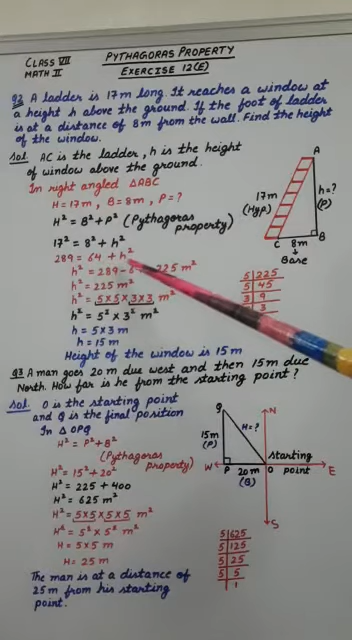 CLASS VII
MATH II
PYTHAGORAS PROPERTY
EXERCISE 12(E)
Q2 A ladder is 17m long. It reaches a window at
a height h above the ground. If the foot of ladder
is at a distance of 8m from the wall. Find the height
of the window.
Sol. AC is the ladder, h is the height
of window above the ground.
In right angled △ABC
H = 17m, B = 8m, P = ?
H² = B² + P² (Pythagoras
property)
17² = 8² + h²
289 = 64 + h²
h² = 289 - 6 225 m²
h² = 225 m²
h² = 5×5×3×3 m²
h² = 5² × 3² m²
h = 5×3 m
h = 15 m
Height of the window is 15 m
A
17m
(Hyp)
h=?
(P)
C 8m B
Base
5 225
5 45
3 9
3
Q3 A man goes 20 m due west and then 15m due
North. How far is he from the starting point?
Sol. O is the starting point
and Q is the final position
In △ OPQ
H² = P² + B²
(Pythagoras
property)
H² = 15² + 20²
H² = 225 + 400
H² = 625 m²
H² = 5×5×5×5 m²
H² = 5² × 5² m²
H = 5×5 m
H = 25 m
The man is at a distance of
25 m from his starting
point.
Q N
15m
(P)
H=?
starting
W P 20m O point E
(B)
S
5 625
5 125
5 25
5 5
1